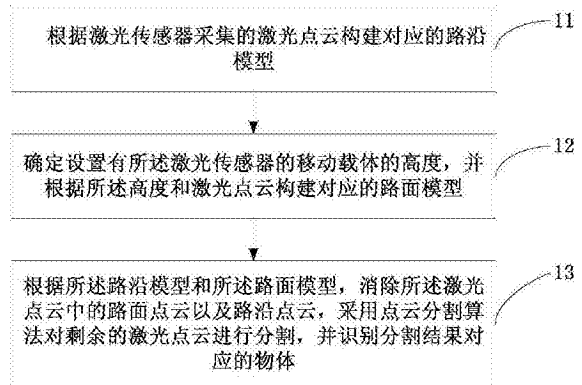 根据激光传感器采集的激光点云构建对应的路沿
模型
11
确定设置有所述激光传感器的移动载体的高度，并
根据所述高度和激光点云构建对应的路面模型
12
根据所述路沿模型和所述路面模型，消除所述激光
点云中的路面点云以及路沿点云，采用点云分割算
法对剩余的激光点云进行分割，并识别分割结果对
应的物体
13